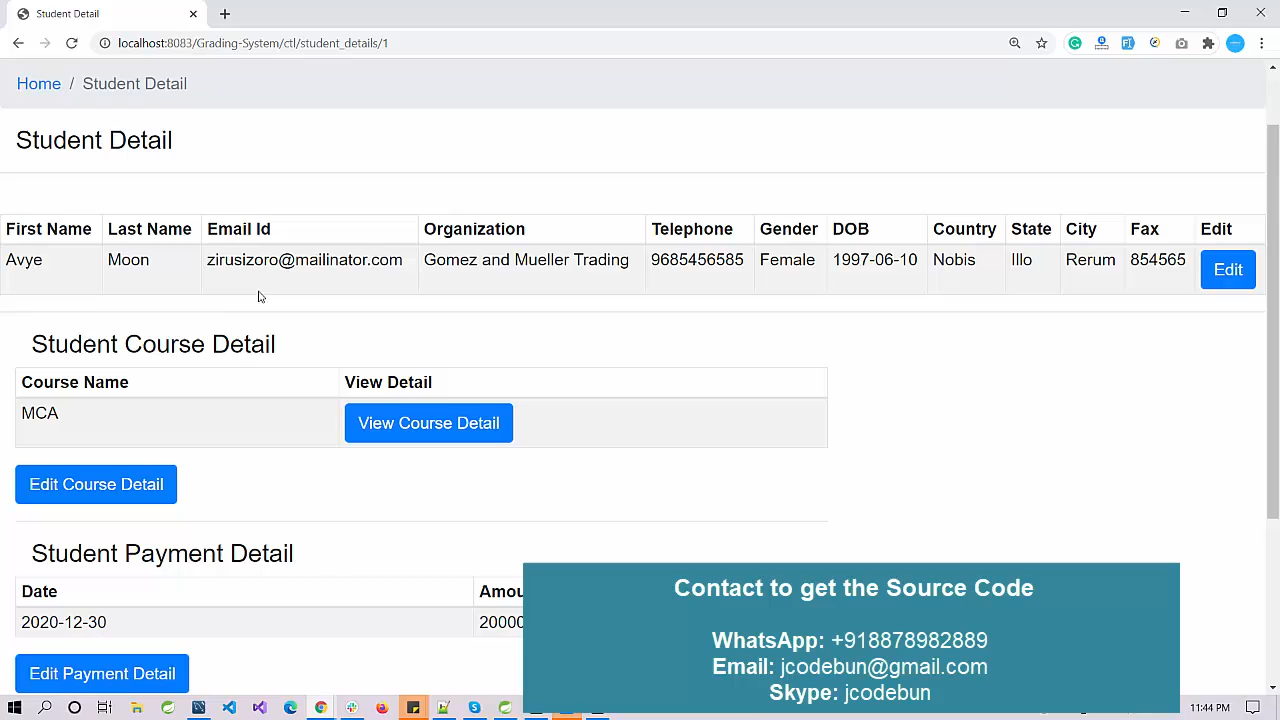 Student Detail
localhost:8083/Grading-System/ctl/student_details/1
Home / Student Detail
Student Detail
First Name Last Name Email Id Organization Telephone Gender DOB Country State City Fax Edit
Avye Moon zirusizoro@mailinator.com Gomez and Mueller Trading 9685456585 Female 1997-06-10 Nobis Illo Rerum 854565 Edit
Student Course Detail
Course Name View Detail
MCA View Course Detail
Edit Course Detail
Student Payment Detail
Date
2020-12-30 20000
Edit Payment Detail
Contact to get the Source Code
WhatsApp: +918878982889
Email: jcodebun@gmail.com
Skype: jcodebun
11:44 PM